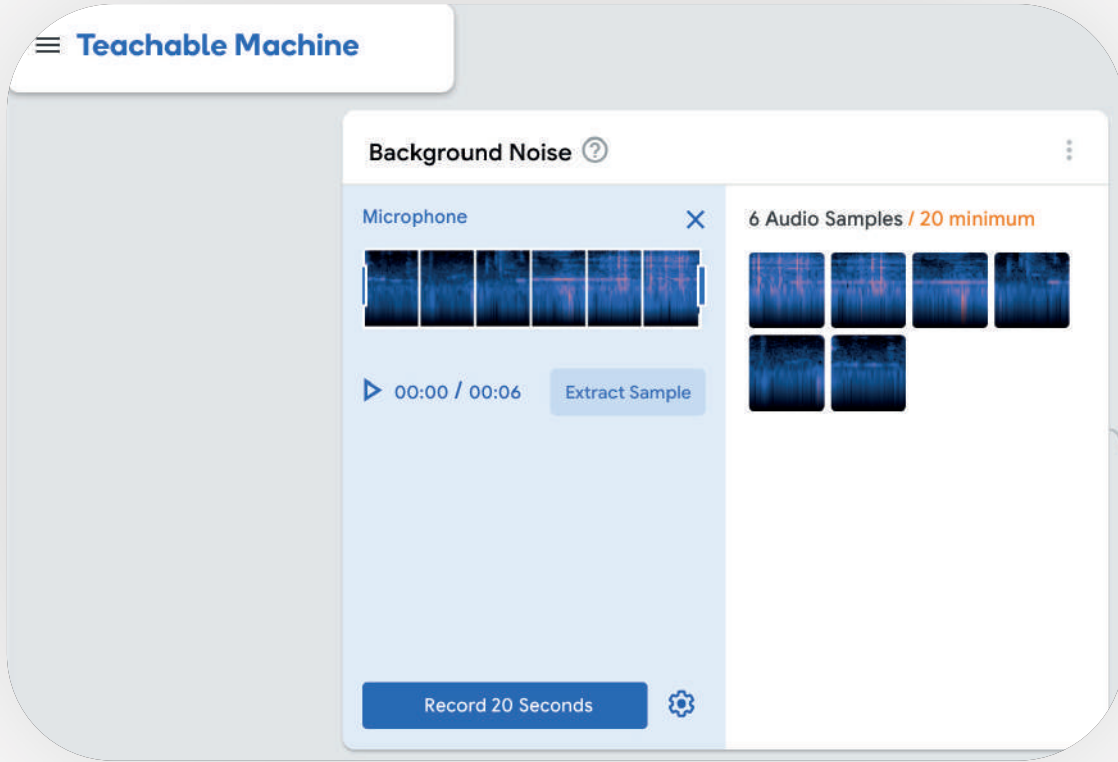 Teachable Machine
Background Noise ?
Microphone
00:00 / 00:06
Extract Sample
Record 20 Seconds
6 Audio Samples / 20 minimum